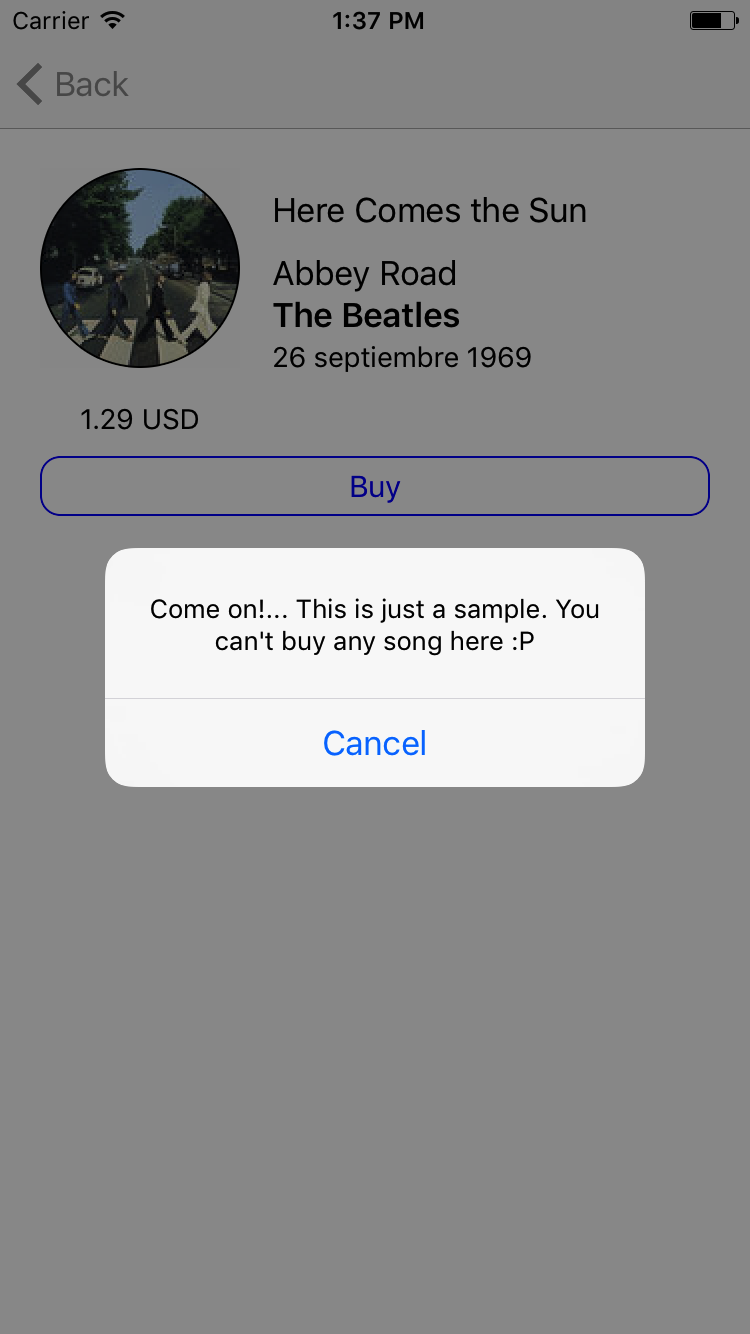 Carrier 1:37 PM
Back
Here Comes the Sun
Abbey Road
The Beatles
26 septiembre 1969
1.29 USD
Buy
Come on!... This is just a sample. You
can't buy any song here :P
Cancel